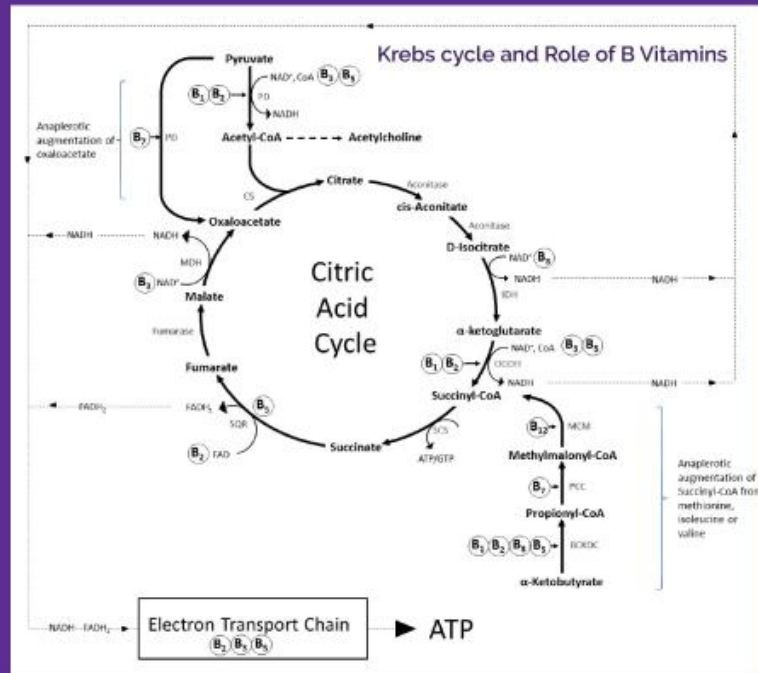 Krebs cycle and Role of B Vitamins
Pyruvate
NAD⁺, CoA B₃ B₅
B₁ B₂
PD
NADH
Anaplerotic
augmentation of
oxaloacetate
B₇
PD
Acetyl-CoA
Acetylcholine
CS
Citrate
Aconitase
cis-Aconitate
Aconitase
D-Isocitrate
NAD⁺
NADH
NADH
IDH
Oxaloacetate
NADH
NADH
MDH
B₃ NAD⁺
Malate
Fumarase
Fumarate
Citric
Acid
Cycle
α-ketoglutarate
NAD⁺, CoA B₃ B₅
B₁ B₂
OGDH
NADH
NADH
Succinyl-CoA
SCS
ATP/GTP
Succinate
FADH₂
FADH₂
SQR
B₂ FAD
B₁₂
MCM
Methylmalonyl-CoA
B₇
PCC
Propionyl-CoA
B₁ B₂ B₅
BCKDC
α-Ketobutyrate
Anaplerotic
augmentation of
Succinyl-CoA from
methionine,
isoleucine or
valine
NADH FADH₂
Electron Transport Chain
B₂ B₅
ATP